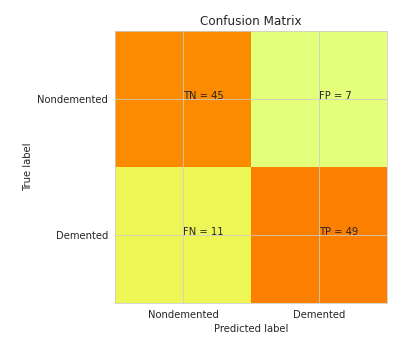 Confusion Matrix
True label
Nondemented
TN = 45
FP = 7
Demented
FN = 11
TP = 49
Nondemented
Demented
Predicted label